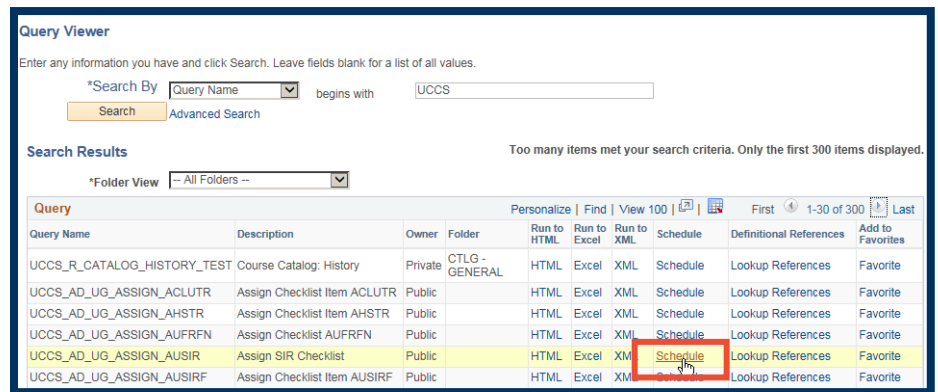 Query Viewer
Enter any information you have and click Search. Leave fields blank for a list of all values.
*Search By Query Name begins with UCCS
Search Advanced Search
Search Results Too many items met your search criteria. Only the first 300 items displayed.
*Folder View -- All Folders --
Query Personalize | Find | View 100 | | First 1-30 of 300 Last
Query Name Description Owner Folder Run to HTML Run to Excel Run to XML Schedule Definitional References Add to Favorites
UCCS_R_CATALOG_HISTORY_TEST Course Catalog: History Private CTLG - GENERAL HTML Excel XML Schedule Lookup References Favorite
UCCS_AD_UG_ASSIGN_ACLUTR Assign Checklist Item ACLUTR Public HTML Excel XML Schedule Lookup References Favorite
UCCS_AD_UG_ASSIGN_AHSTR Assign Checklist Item AHSTR Public HTML Excel XML Schedule Lookup References Favorite
UCCS_AD_UG_ASSIGN_AUFRFN Assign Checklist AUFRFN Public HTML Excel XML Schedule Lookup References Favorite
UCCS_AD_UG_ASSIGN_AUSIR Assign SIR Checklist Public HTML Excel XML Schedule Lookup References Favorite
UCCS_AD_UG_ASSIGN_AUSIRF Assign Checklist Item AUSIRF Public HTML Excel XML Schedule Lookup References Favorite